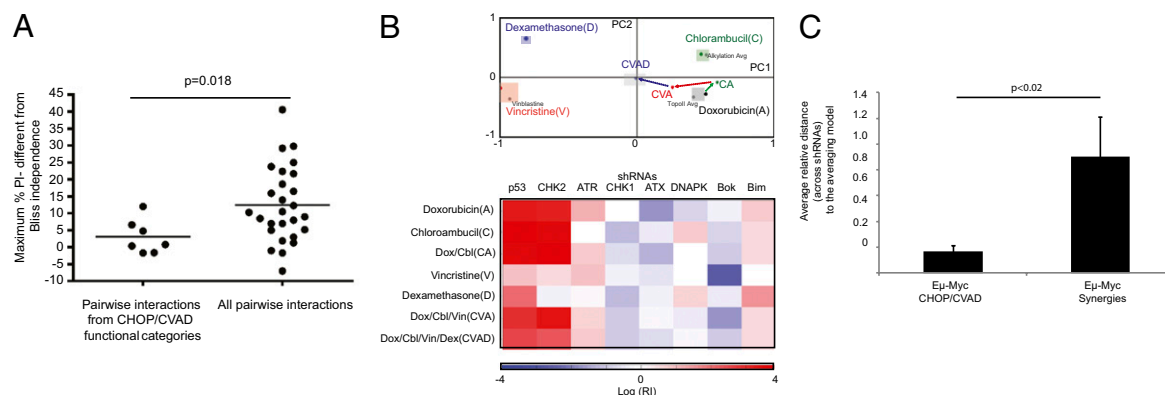 A
p=0.018
Maximum % PI- different from
Bliss independence
45
40
35
30
25
20
15
10
5
0
-5
-10
Pairwise interactions
from CHOP/CVAD
functional categories
All pairwise interactions
B
1
PC2
Dexamethasone(D)
Chlorambucil(C)
Alkylation Avg
CVAD
PC1
0
CVA
CA
Vinblastine
TopoII Avg
Vincristine(V)
Doxorubicin(A)
-1
-1
0
1
shRNAs
p53 CHK2 ATR CHK1 ATX DNAPK Bok Bim
Doxorubicin(A)
Chloroambucil(C)
Dox/Cbl(CA)
Vincristine(V)
Dexamethasone(D)
Dox/Cbl/Vin(CVA)
Dox/Cbl/Vin/Dex(CVAD)
-4 0 4
Log (RI)
C
p<0.02
Average relative distance
(across shRNAs)
to the averaging model
1.4
1.2
1
0.8
0.6
0.4
0.2
0
Eμ-Myc
CHOP/CVAD
Eμ-Myc
Synergies